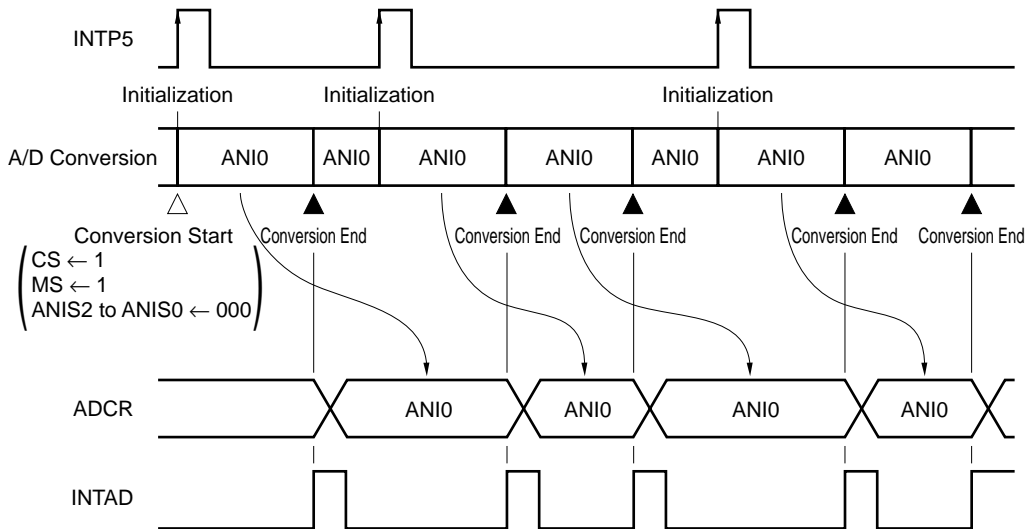 INTP5
Initialization Initialization Initialization
A/D Conversion ANI0 ANI0 ANI0 ANI0 ANI0 ANI0 ANI0
Conversion Start Conversion End Conversion End Conversion End Conversion End Conversion End
CS ← 1
MS ← 1
ANIS2 to ANIS0 ← 000
ADCR ANI0 ANI0 ANI0 ANI0
INTAD